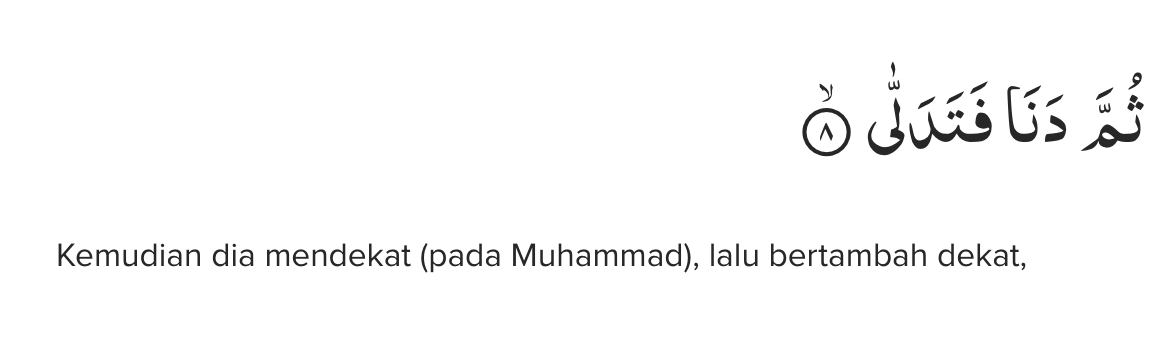 ثُمَّ دَنَا فَتَدَلّٰىۙ ٨
Kemudian dia mendekat (pada Muhammad), lalu bertambah dekat,